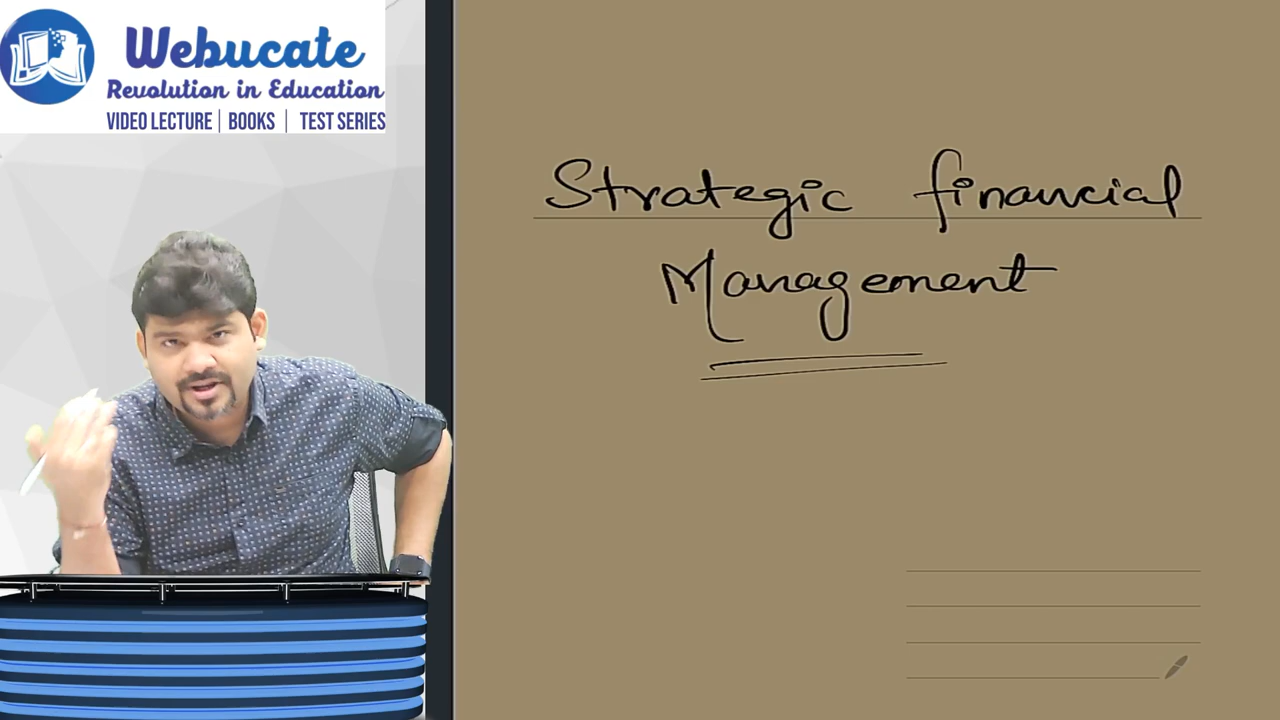 Webucate
Revolution in Education
VIDEO LECTURE | BOOKS | TEST SERIES
Strategic financial
Management